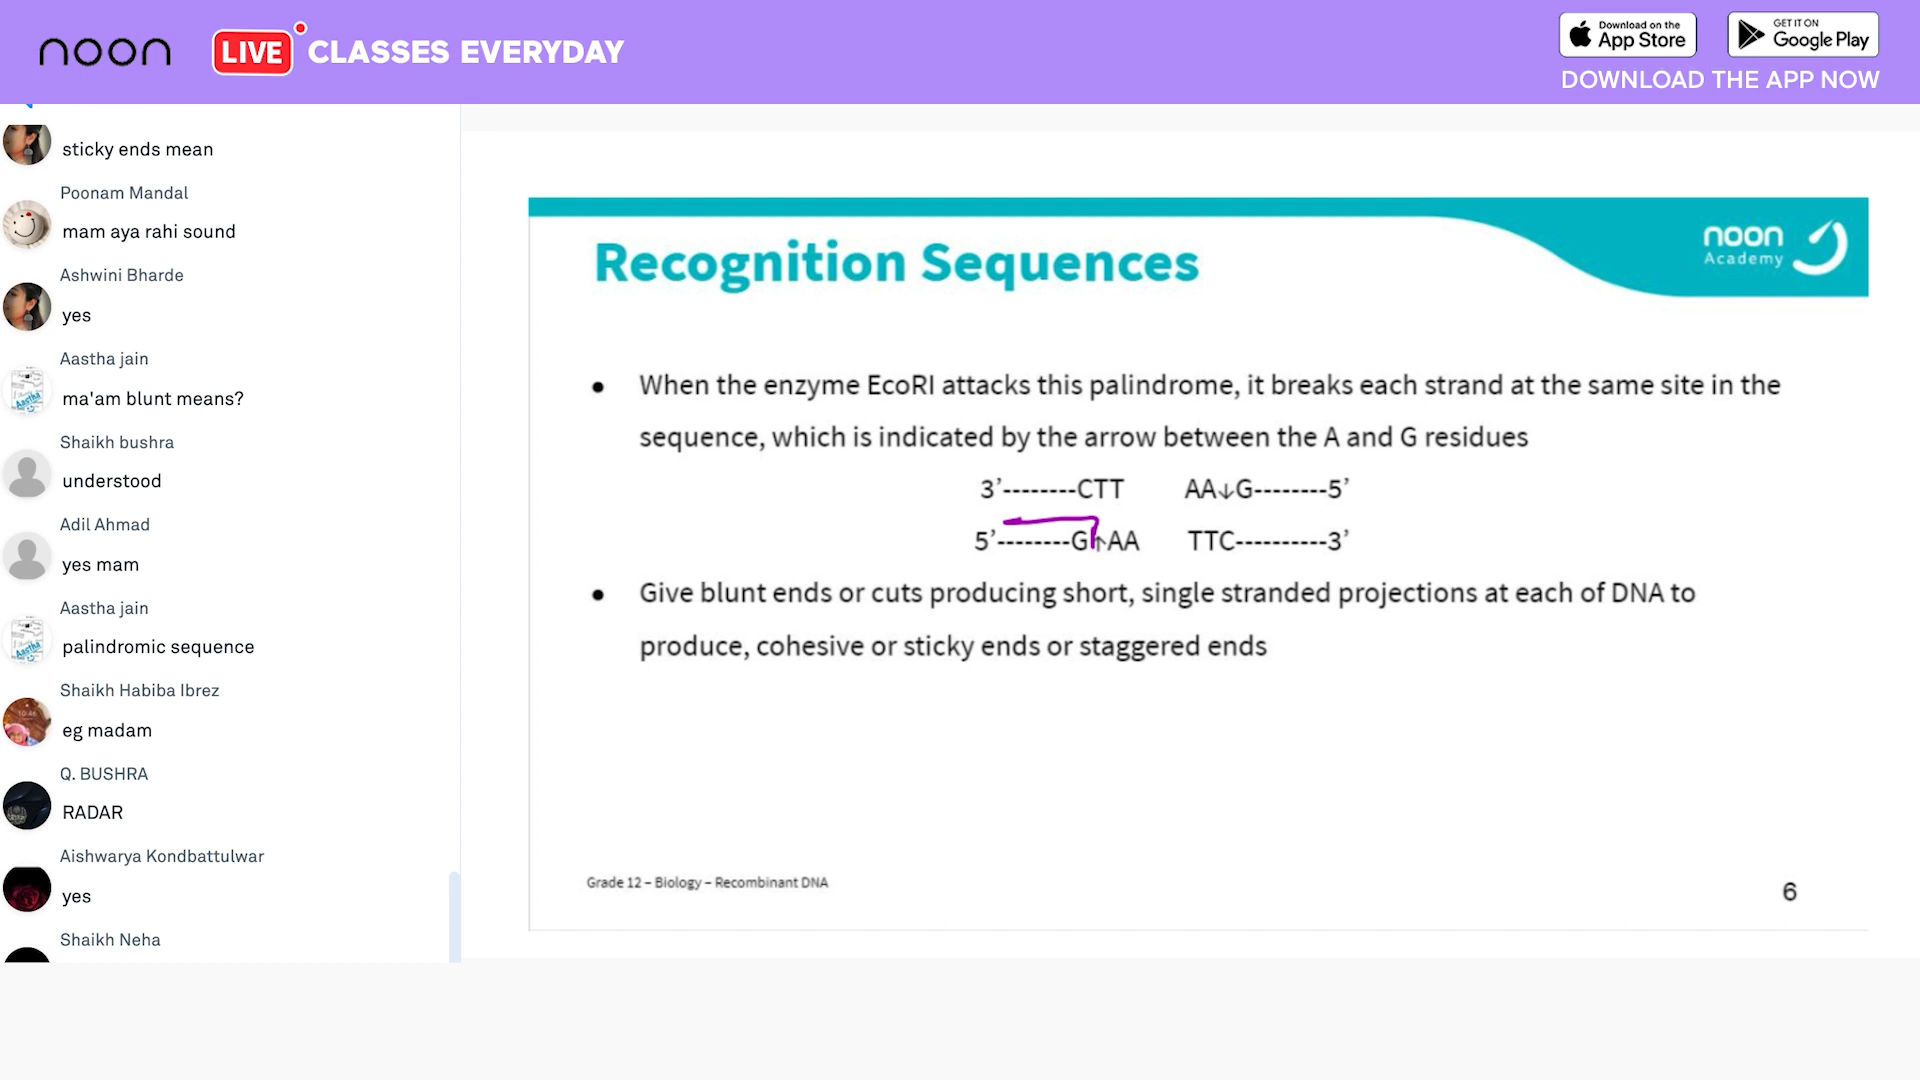 noon LIVE CLASSES EVERYDAY
Download on the App Store
GET IT ON Google Play
DOWNLOAD THE APP NOW
sticky ends mean
Poonam Mandal
mam aya rahi sound
Ashwini Bharde
yes
Aastha jain
ma'am blunt means?
Shaikh bushra
understood
Adil Ahmad
yes mam
Aastha jain
palindromic sequence
Shaikh Habiba Ibrez
eg madam
Q. BUSHRA
RADAR
Aishwarya Kondbattulwar
yes
Shaikh Neha
noon
Academy
Recognition Sequences
● When the enzyme EcoRI attacks this palindrome, it breaks each strand at the same site in the
sequence, which is indicated by the arrow between the A and G residues
3’--------CTT AA↓G--------5’
5’--------G↑AA TTC----------3’
● Give blunt ends or cuts producing short, single stranded projections at each of DNA to
produce, cohesive or sticky ends or staggered ends
Grade 12 – Biology – Recombinant DNA
6